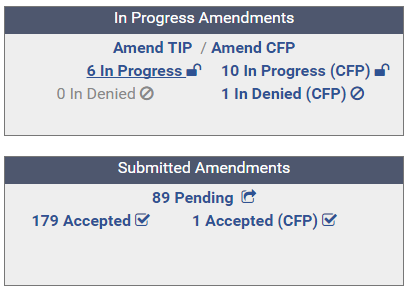 In Progress Amendments
Amend TIP / Amend CFP
6 In Progress 10 In Progress (CFP)
0 In Denied 1 In Denied (CFP)
Submitted Amendments
89 Pending
179 Accepted 1 Accepted (CFP)